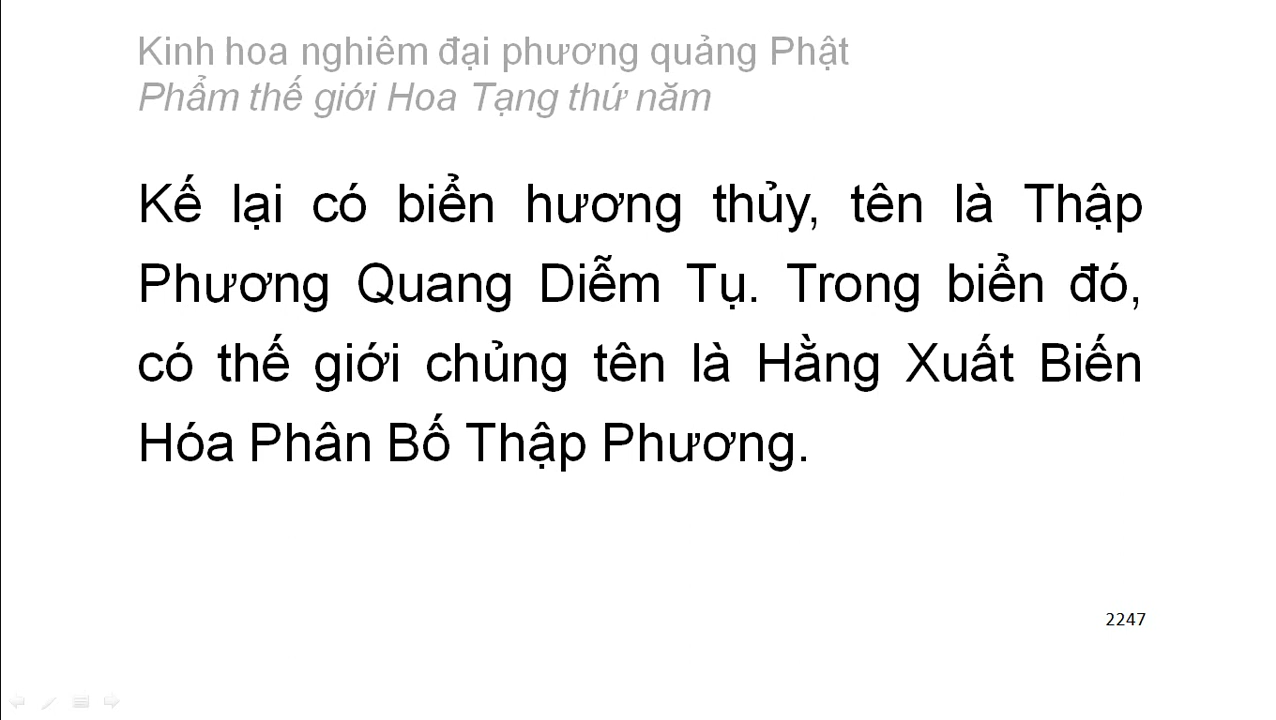 Kinh hoa nghiêm đại phương quảng Phật
Phẩm thế giới Hoa Tạng thứ năm
Kế lại có biển hương thủy, tên là Thập
Phương Quang Diễm Tụ. Trong biển đó,
có thế giới chủng tên là Hằng Xuất Biến
Hóa Phân Bố Thập Phương.
2247